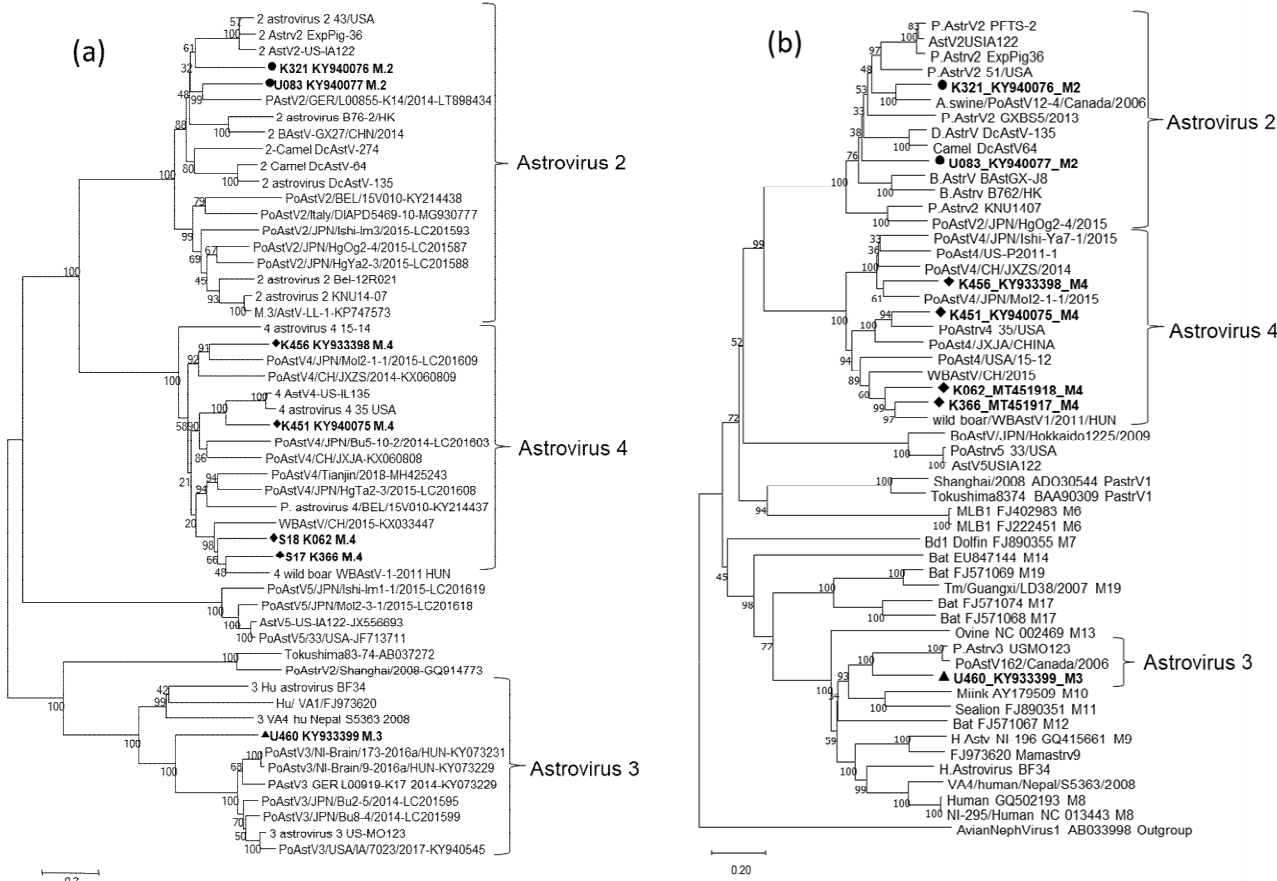 (a)
57
2 astrovirus 2 43/USA
100
2 Astrv2 ExpPig-36
61
2 AstV2-US-IA122
32
K321 KY940076 M.2
U083 KY940077 M.2
48
99
PAstV2/GER/L00855-K14/2014-LT898434
2 astrovirus B76-2/HK
88
100
2 BAstV-GX27/CHN/2014
2-Camel DcAstV-274
80
2 Camel DcAstV-64
100
100
2 astrovirus DcAstV-135
79
PoAstV2/BEL/15V010-KY214438
PoAstV2/Italy/DIAPD5469-10-MG930777
99
PoAstV2/JPN/Ishi-Im3/2015-LC201593
67
PoAstV2/JPN/HgOg2-4/2015-LC201587
69
PoAstV2/JPN/HgYa2-3/2015-LC201588
100
45
2 astrovirus 2 Bel-12R021
93
2 astrovirus 2 KNU14-07
100
M.3/AstV-LL-1-KP747573
Astrovirus 2
4 astrovirus 4 15-14
91
K456 KY933398 M.4
92
PoAstV4/JPN/MoI2-1-1/2015-LC201609
100
PoAstV4/CH/JXZS/2014-KX060809
4 AstV4-US-IL135
100
100
4 astrovirus 4 35 USA
58
90
K451 KY940075 M.4
PoAstV4/JPN/Bu5-10-2/2014-LC201603
86
PoAstV4/CH/JXJA-KX060808
94
PoAstV4/Tianjin/2018-MH425243
21
94
PoAstV4/JPN/HgTa2-3/2015-LC201608
P. astrovirus 4/BEL/15V010-KY214437
20
WBAstV/CH/2015-KX033447
98
S18 K062 M.4
66
S17 K366 M.4
48
4 wild boar WBAstV-1-2011 HUN
Astrovirus 4
PoAstV5/JPN/Ishi-Im1-1/2015-LC201619
100
PoAstV5/JPN/MoI2-3-1/2015-LC201618
100
AstV5-US-IA122-JX556693
100
PoAstV5/33/USA-JF713711
100
Tokushima83-74-AB037272
PoAstrV2/Shanghai/2008-GQ914773
100
42
3 Hu astrovirus BF34
99
Hu/ VA1/FJ973620
3 VA4 hu Nepal S5363 2008
100
U460 KY933399 M.3
100
PoAstV3/NI-Brain/173-2016a/HUN-KY073231
100
68
PoAstv3/NI-Brain/9-2016a/HUN-KY073229
PAstV3 GER L00919-K17 2014-KY073229
100
PoAstV3/JPN/Bu2-5/2014-LC201595
70
PoAstV3/JPN/Bu8-4/2014-LC201599
50
3 astrovirus 3 US-MO123
100
PoAstV3/USA/IA/7023/2017-KY940545
Astrovirus 3
(b)
83
P.AstrV2 PFTS-2
100
AstV2USIA122
97
P.Astrv2 ExpPig36
48
P.AstrV2 51/USA
53
K321_KY940076_M2
100
A.swine/PoAstV12-4/Canada/2006
33
P.AstrV2 GXBS5/2013
38
D.AstrV DcAstV-135
100
Camel DcAstV64
76
U083_KY940077_M2
B.AstrV BAstGX-J8
100
100
B.Astrv B762/HK
P.Astrv2 KNU1407
100
PoAstV2/JPN/HgOg2-4/2015
Astrovirus 2
99
33
PoAstV4/JPN/Ishi-Ya7-1/2015
36
PoAst4/US-P2011-1
100
PoAstV4/CH/JXZS/2014
K456_KY933398_M4
61
PoAstV4/JPN/MoI2-1-1/2015
100
94
K451_KY940075_M4
100
PoAstrv4 35/USA
PoAst4/JXJA/CHINA
94
PoAst4/USA/15-12
89
WBAstV/CH/2015
60
K062_MT451918_M4
99
K366_MT451917_M4
97
wild boar/WBAstV1/2011/HUN
Astrovirus 4
52
72
BoAstV/JPN/Hokkaido1225/2009
100
PoAstrv5 33/USA
100
AstV5USIA122
100
Shanghai/2008 ADO30544 PastrV1
Tokushima8374 BAA90309 PastrV1
94
MLB1 FJ402983 M6
100
MLB1 FJ222451 M6
Bd1 Dolfin FJ890355 M7
45
Bat EU847144 M14
98
100
Bat FJ571069 M19
100
Tm/Guangxi/LD38/2007 M19
Bat FJ571074 M17
100
Bat FJ571068 M17
77
Ovine NC 002469 M13
100
P.Astrv3 USMO123
100
PoAstV162/Canada/2006
93
U460_KY933399_M3
100
Miink AY179509 M10
100
Sealion FJ890351 M11
Bat FJ571067 M12
59
H Astv NI 196 GQ415661 M9
100
FJ973620 Mamastrv9
100
H.Astrovirus BF34
99
VA4/human/Nepal/S5363/2008
100
Human GQ502193 M8
100
NI-295/Human NC 013443 M8
Astrovirus 3
AvianNephVirus1 AB033998 Outgroup
0.20